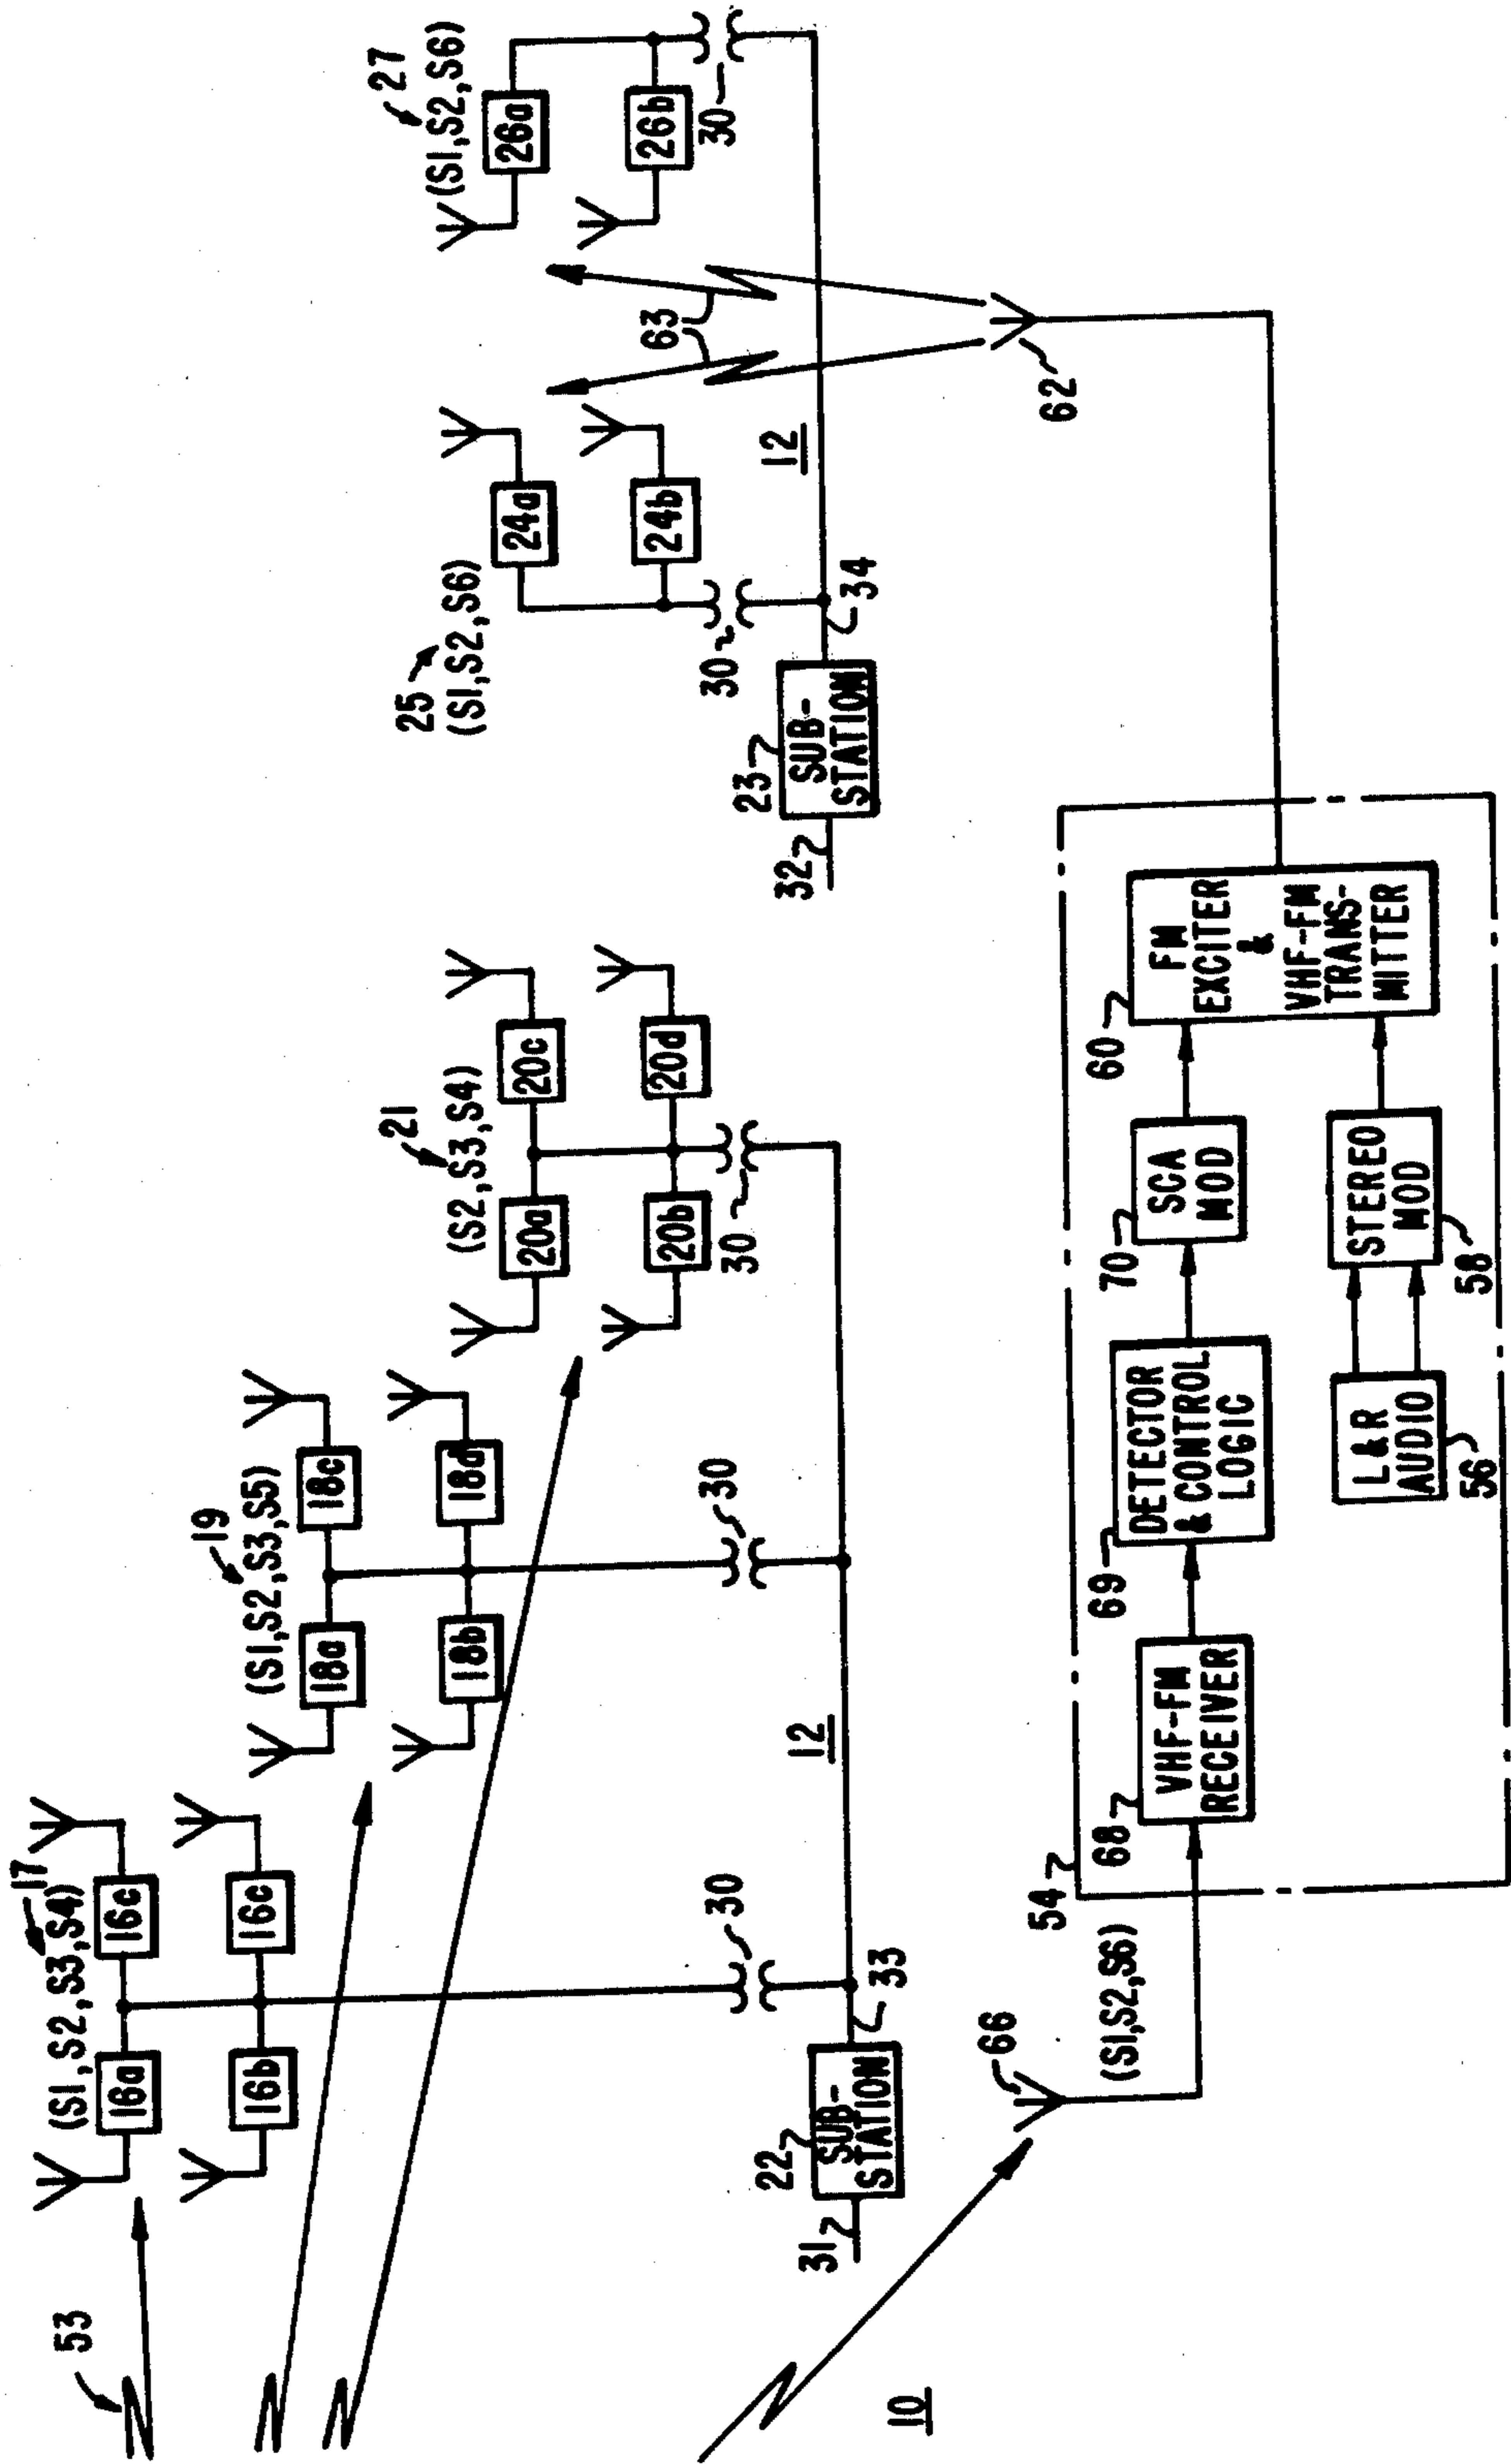 53
17
(S1,S2,S3,S4)
16a
16c
16b
16c
19
(S1,S2,S3,S5)
18a
18c
18b
18d
21
(S2,S3,S4)
20a
20c
20b
20d
25
(S1,S2,S6)
24a
24b
27
(S1,S2,S6)
26a
26b
63
30
30
30
30
30
12
12
22
SUB-
STATION
31
33
23
SUB-
STATION
32
34
62
10
66
(S1,S2,S6)
54
68
VHF-FM
RECEIVER
69
DETECTOR
& CONTROL
LOGIC
70
SCA
MOD
60
FM
EXCITER
&
VHF-FM
TRANS-
MITTER
L&R
AUDIO
56
STEREO
MOD
58